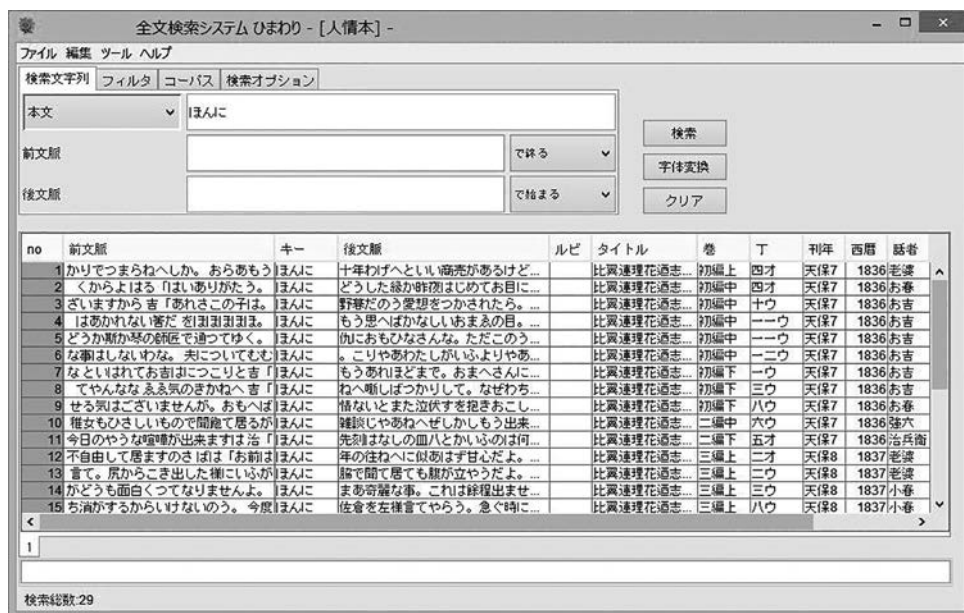 全文検索システム ひまわり - [人情本] -
ファイル 編集 ツール ヘルプ
検索文字列 フィルタ コーパス 検索オプション
本文 ほんに
検索
前文脈 で終る
字体変換
後文脈 で始まる
クリア
no 前文脈 キー 後文脈 ルビ タイトル 巻 丁 刊年 西暦 話者
1 かりでつまらねへしか。おらあもう ほんに 十年わげへといい商売があるけど... 比翼連理花廼志... 初編上 四オ 天保7 1836 老婆
2 くからよはる「はいありがたう。 ほんに どうした縁か昨夜はじめてお目に... 比翼連理花廼志... 初編中 四オ 天保7 1836 お春
3 ざいますから 吉「あれさこの子は。 ほんに 野暮だのう愛想をつかされたら。... 比翼連理花廼志... 初編中 十ウ 天保7 1836 お吉
4 はあかれない筈だ をほほほほほ。 ほんに もう思へばかなしいおまゑの目。... 比翼連理花廼志... 初編中 一一ウ 天保7 1836 お吉
5 どうか斯か琴の師匠で通つてゆく。 ほんに 仇におもひなさんな。ただこのう... 比翼連理花廼志... 初編中 一一ウ 天保7 1836 お吉
6 な事はしないわな。夫についてもむ ほんに 。こりやあわたしがいふよりやあ... 比翼連理花廼志... 初編中 一二ウ 天保7 1836 お吉
7 なといはれてお吉はにつこりと 吉「 ほんに もうあれほどまで。おまへさんに... 比翼連理花廼志... 初編下 一ウ 天保7 1836 お吉
8 てやんなな ゑゑ気のきかねへ 吉「 ほんに ねへ噺しばつかりして。なぜわち... 比翼連理花廼志... 初編下 三ウ 天保7 1836 お吉
9 せる気はございませんが。おもへば ほんに 情ないとまた泣伏すを抱きおこし... 比翼連理花廼志... 初編下 八ウ 天保7 1836 お春
10 稚女もひさしいもので聞飽て居るが ほんに 雑談じやあねへぜしかしもう出来... 比翼連理花廼志... 二編中 六ウ 天保7 1836 強六
11 今日のやうな喧嘩が出来ますは 治「 ほんに 先刻はなしの皿八とかいふのは何... 比翼連理花廼志... 二編下 五オ 天保7 1836 治兵衛
12 不自由して居ますのさ ばは「お前は ほんに 年の往ねへに似あはず甘心だよ。... 比翼連理花廼志... 三編上 二オ 天保8 1837 老婆
13 言て。尻からこき出した様にいふが ほんに 脇で聞て居ても腹が立やうだよ。... 比翼連理花廼志... 三編上 二ウ 天保8 1837 老婆
14 がどうも面白くつてなりませんよ。 ほんに まあ奇麗な事。これは餘程出ませ... 比翼連理花廼志... 三編上 三ウ 天保8 1837 小春
15 ち消がするからいけないのう。今度 ほんに 佐倉を左様言てやらう。急ぐ時に... 比翼連理花廼志... 三編上 八ウ 天保8 1837 小春
1
検索総数:29